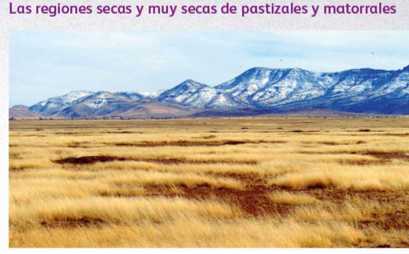 Las regiones secas y muy secas de pastizales y matorrales